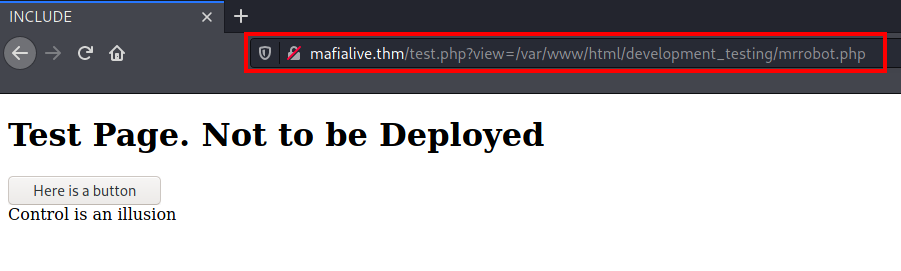 INCLUDE
mafialive.thm/test.php?view=/var/www/html/development_testing/mrrobot.php
Test Page. Not to be Deployed
Here is a button
Control is an illusion